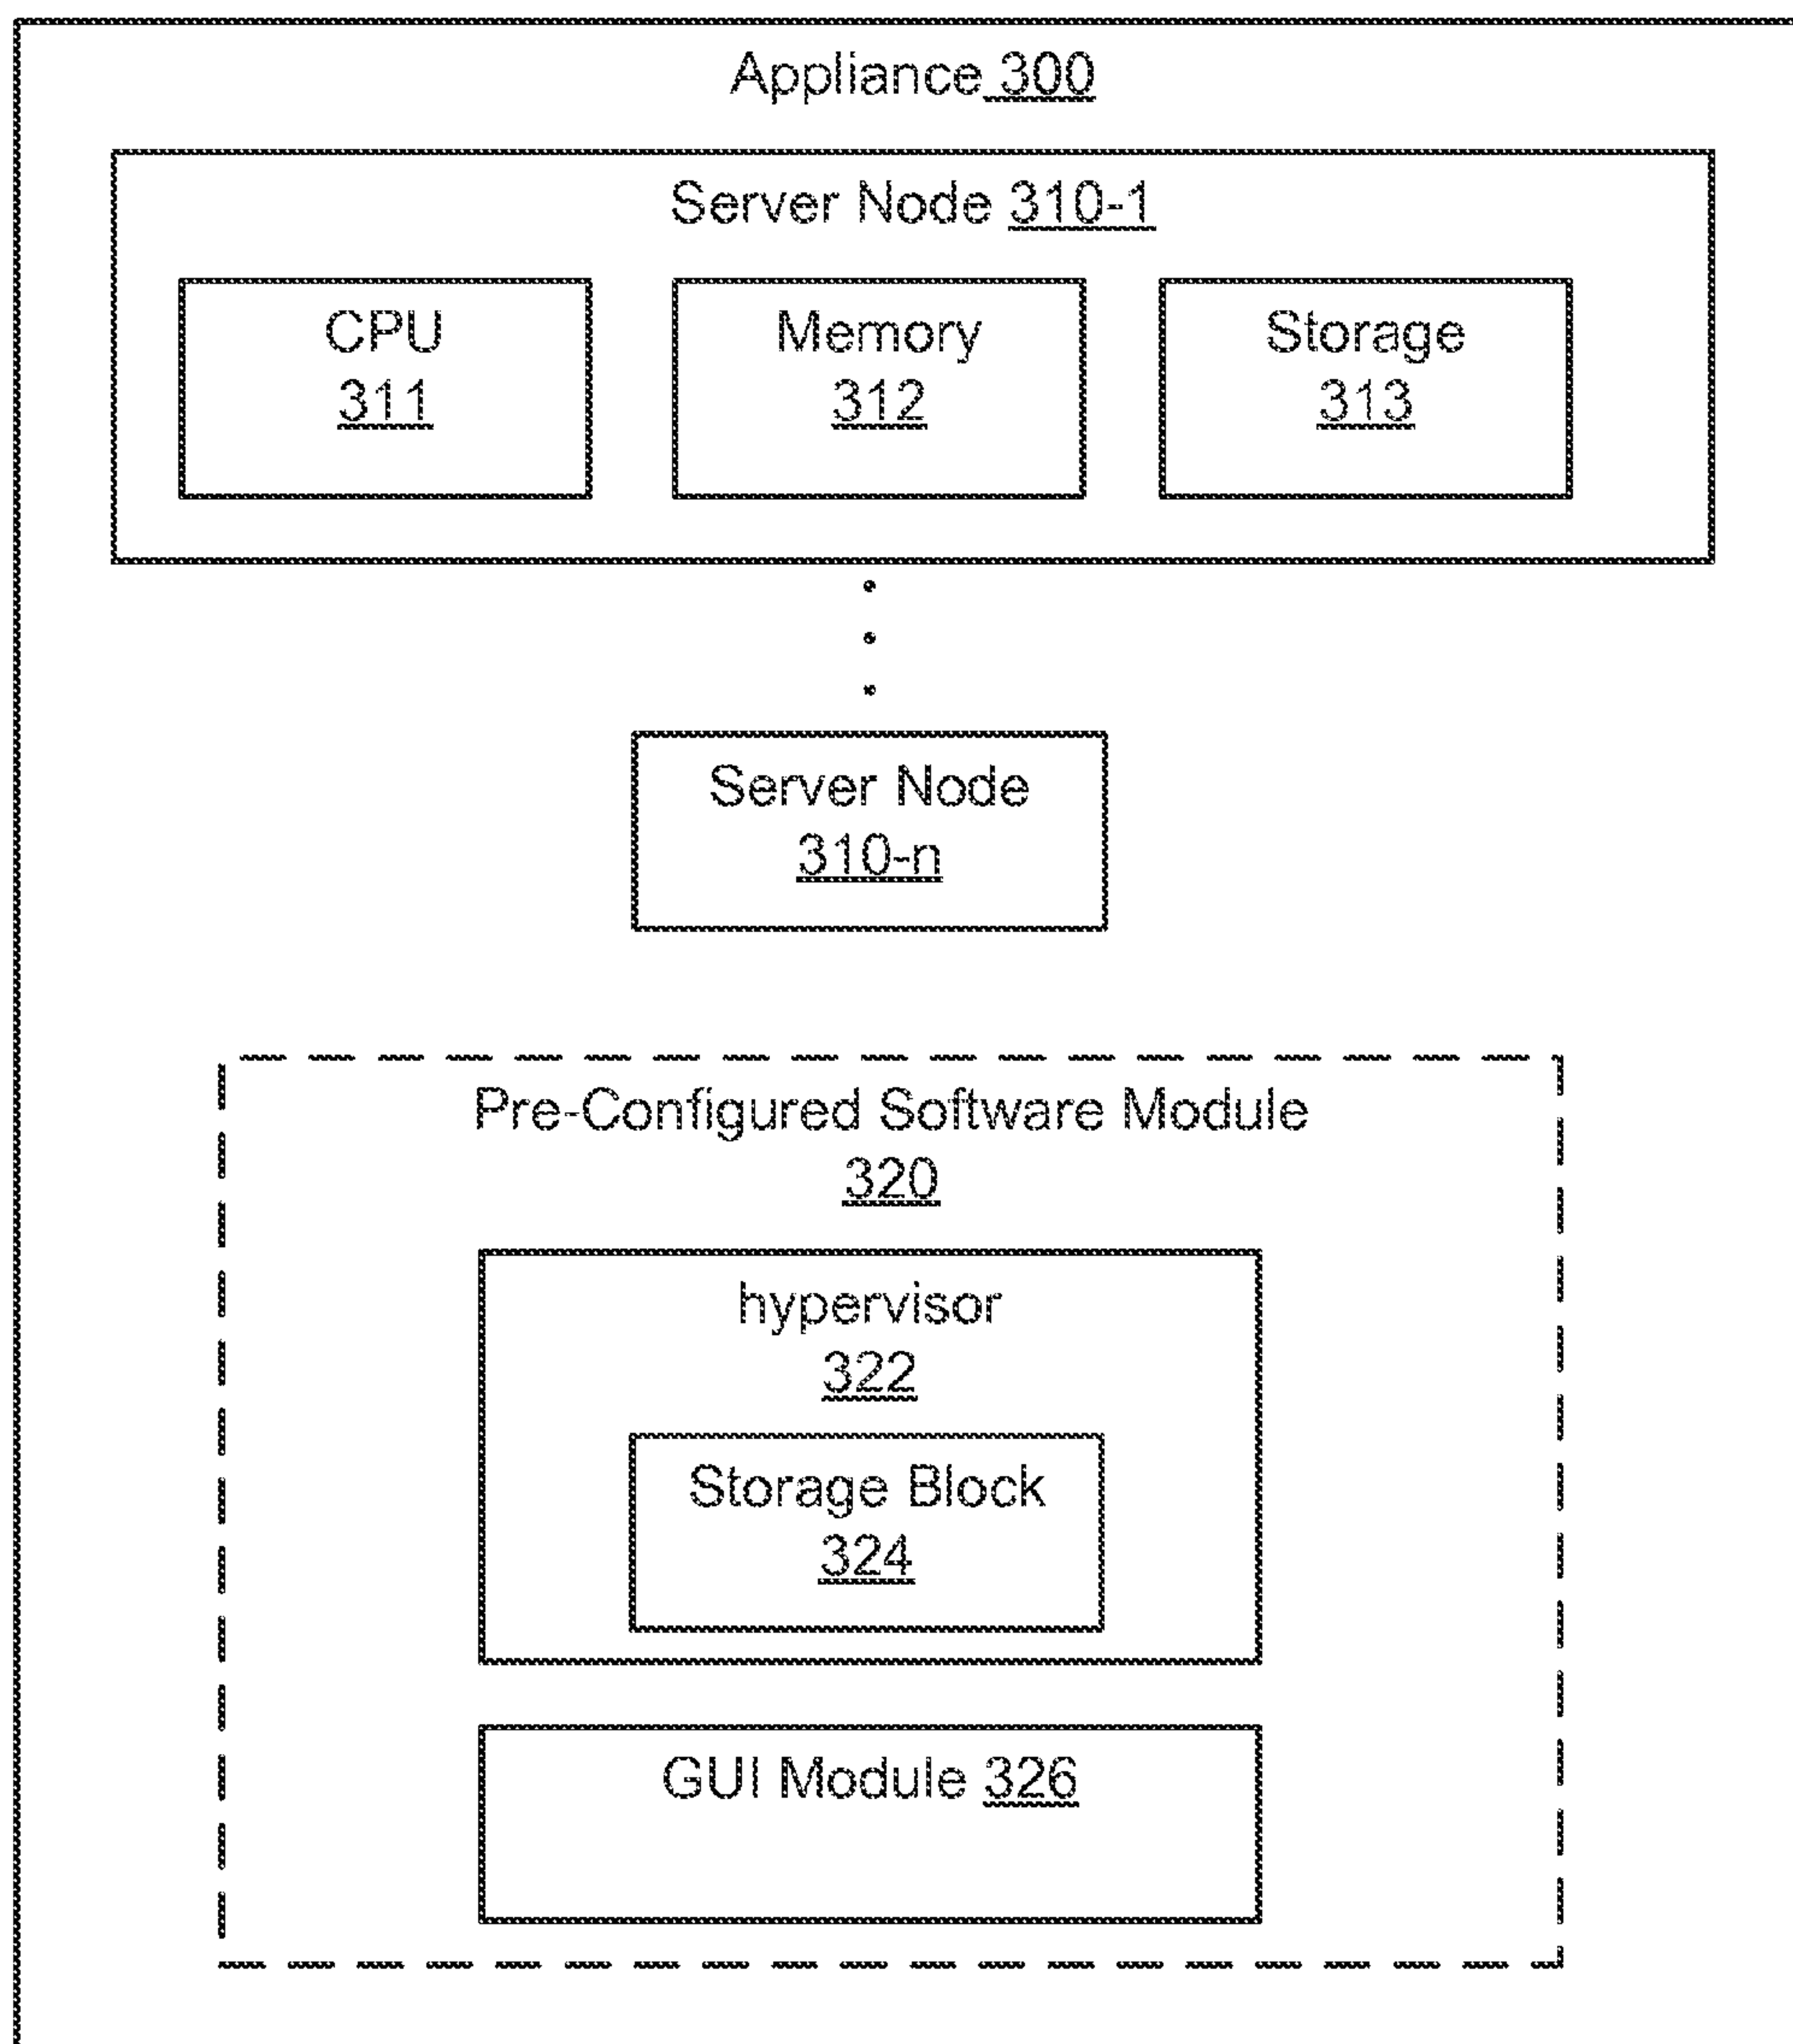 Appliance 300
Server Node 310-1
CPU
311
Memory
312
Storage
313
Server Node
310-n
Pre-Configured Software Module
320
hypervisor
322
Storage Block
324
GUI Module 326